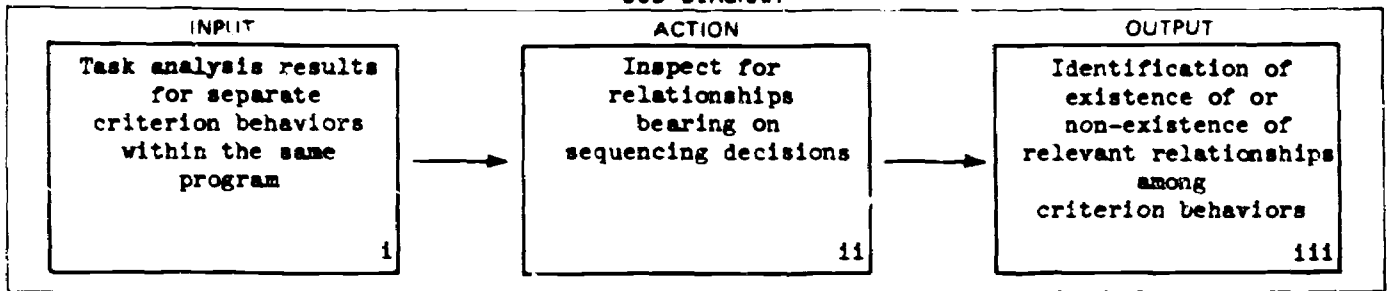 INPUT
Task analysis results
for separate
criterion behaviors
within the same
program
i
ACTION
Inspect for
relationships
bearing on
sequencing decisions
ii
OUTPUT
Identification of
existence of or
non-existence of
relevant relationships
among
criterion behaviors
iii